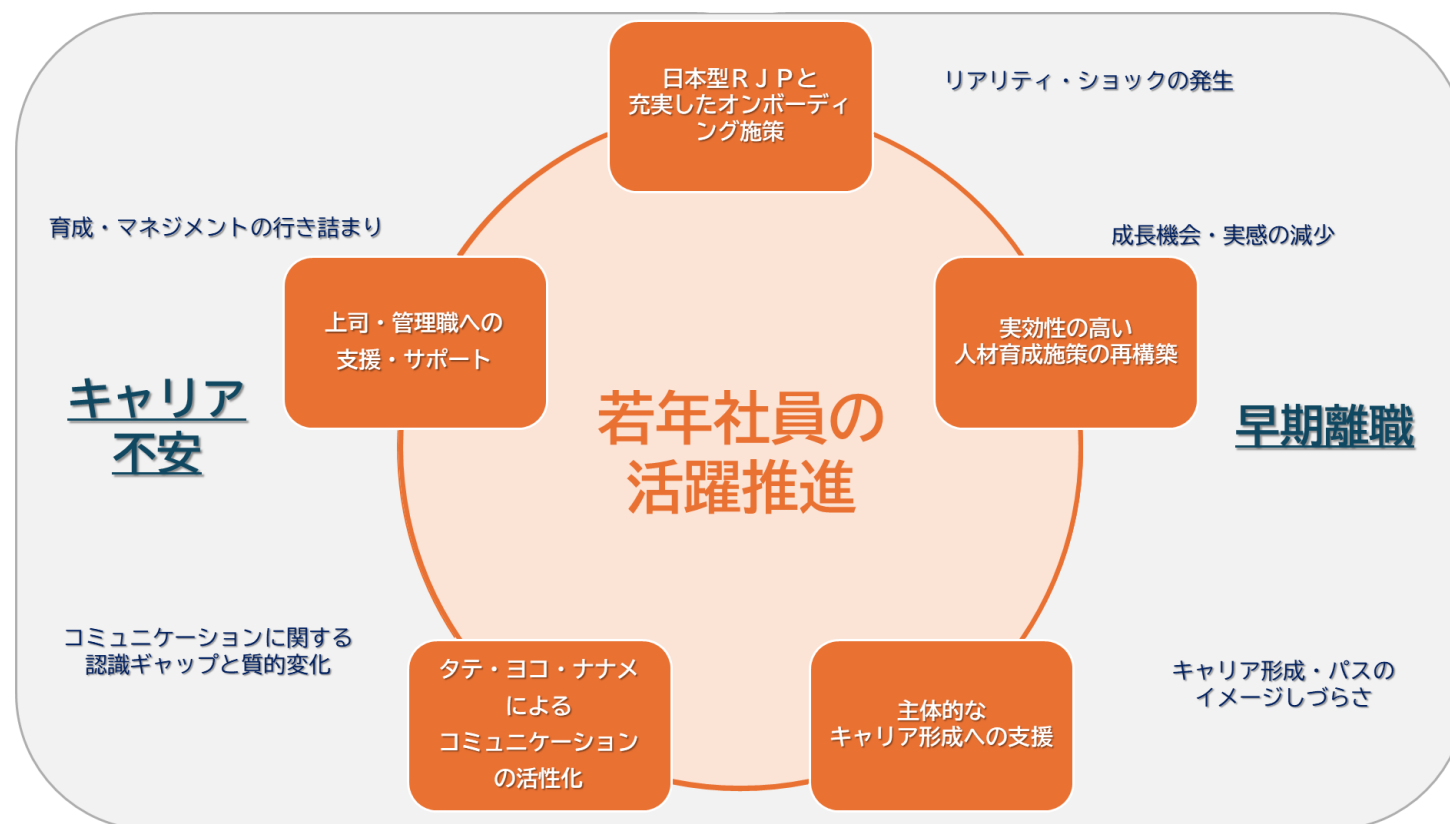 日本型ＲＪＰと
充実したオンボーディ
ング施策
リアリティ・ショックの発生
育成・マネジメントの行き詰まり
成長機会・実感の減少
上司・管理職への
支援・サポート
実効性の高い
人材育成施策の再構築
キャリア
不安
若年社員の
活躍推進
早期離職
コミュニケーションに関する
認識ギャップと質的変化
タテ・ヨコ・ナナメ
による
コミュニケーション
の活性化
主体的な
キャリア形成への支援
キャリア形成・パスの
イメージしづらさ